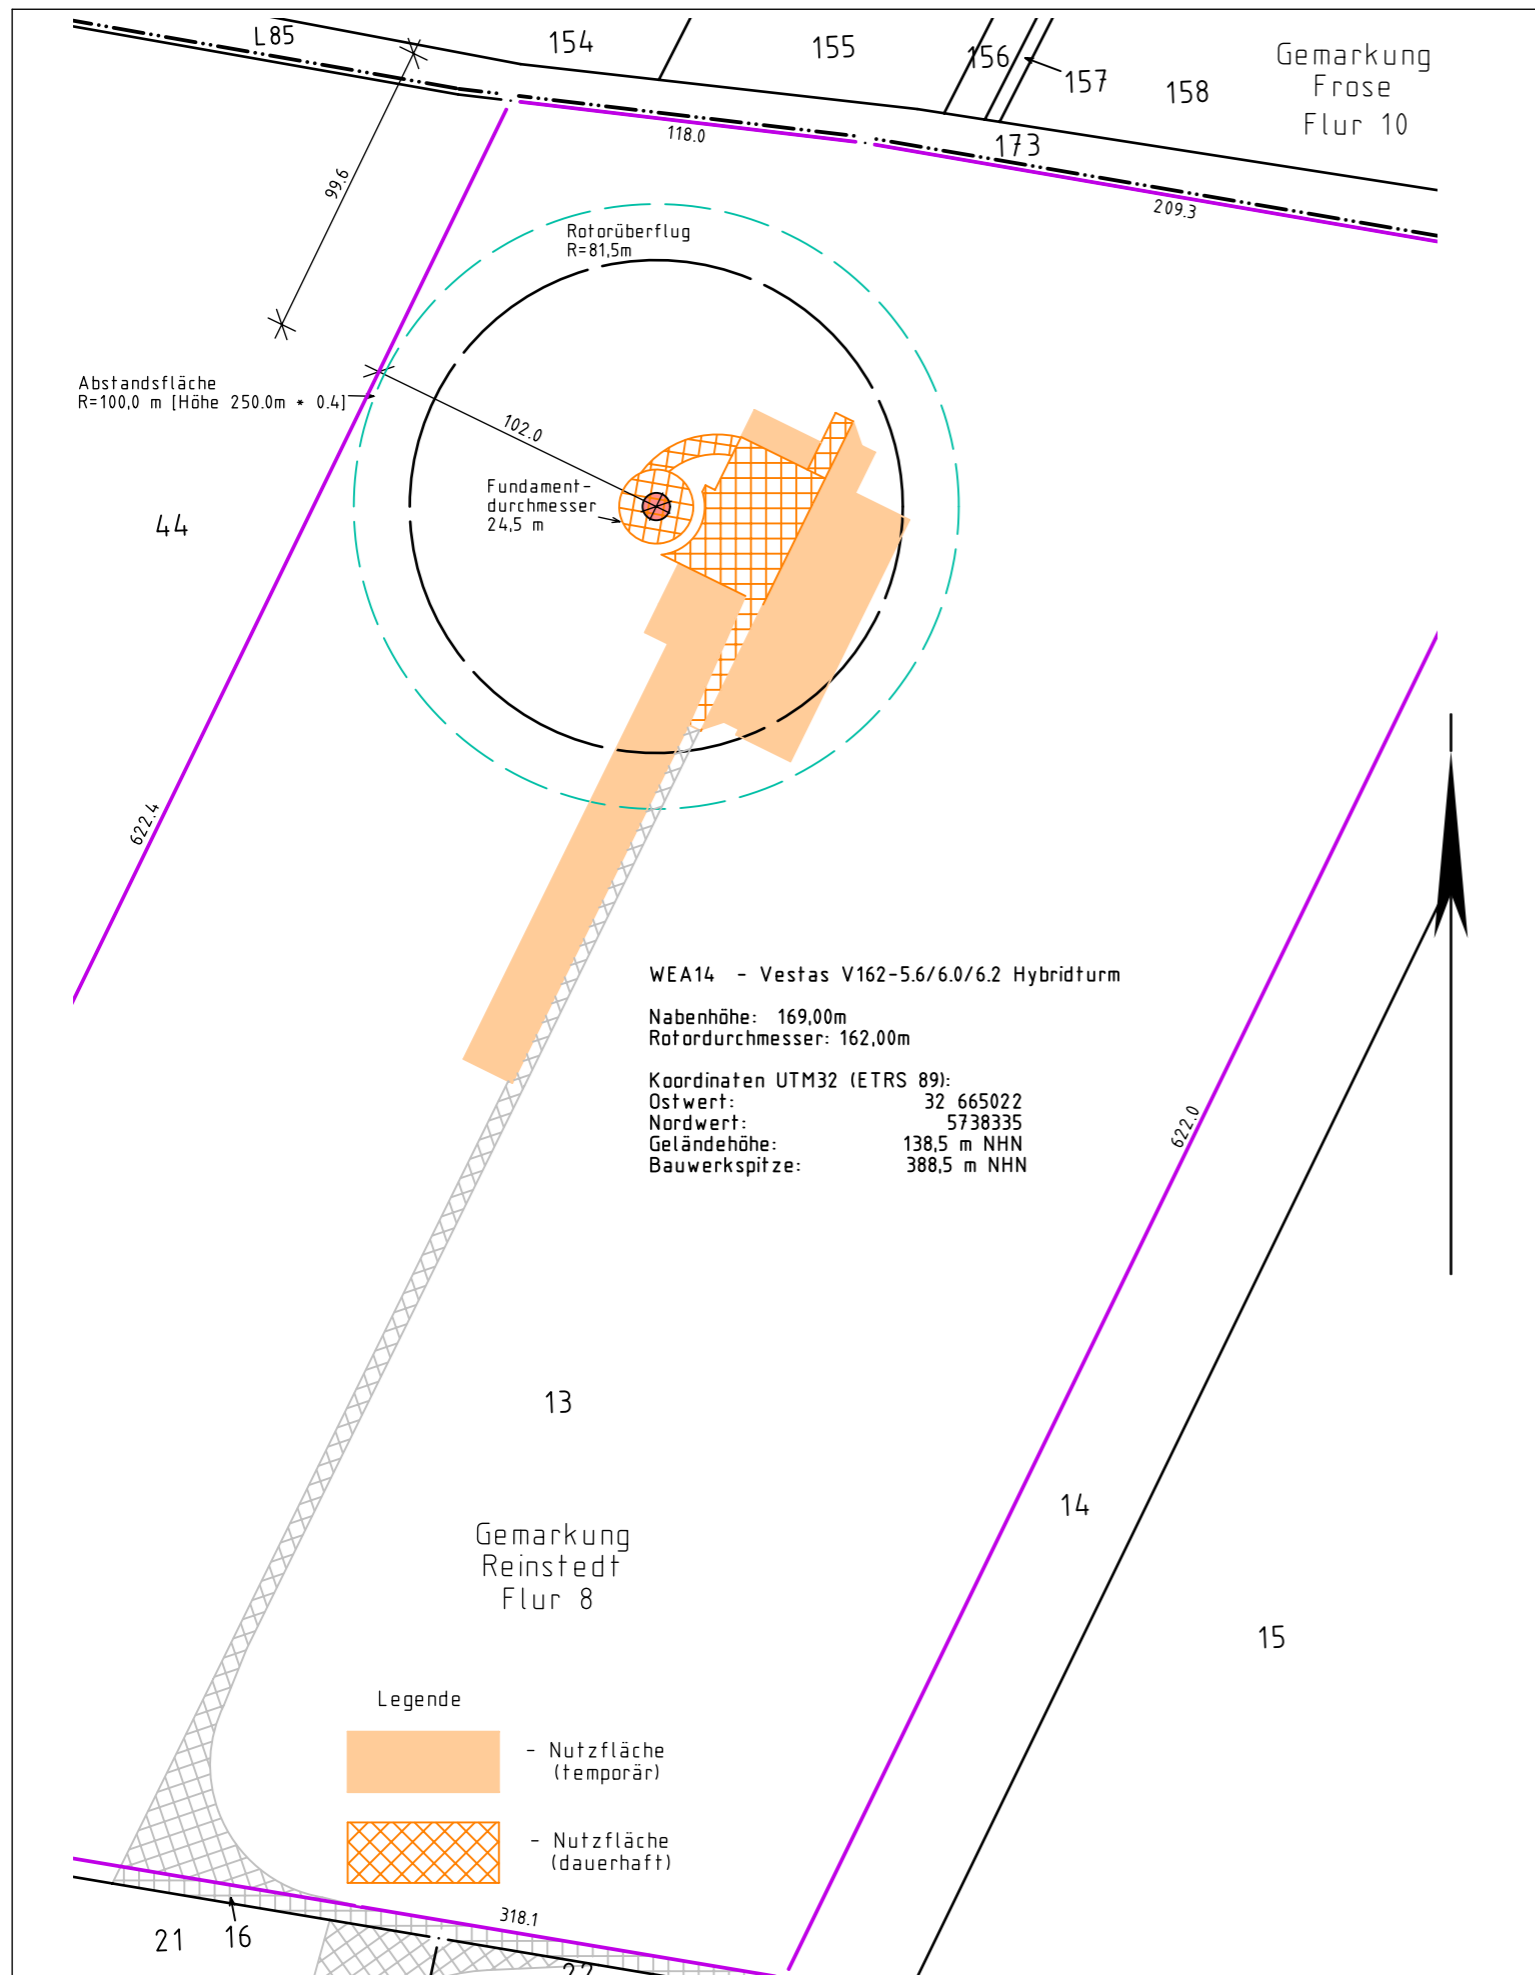 L85
154
155
156
157
158
Gemarkung
Frose
Flur 10
118.0
173
209.3
99.6
Rotorüberflug
R=81,5m
Abstandsfläche
R=100,0 m [Höhe 250.0m * 0.4]
102.0
Fundament-
durchmesser
24,5 m
44
622.4
WEA14 - Vestas V162-5.6/6.0/6.2 Hybridturm
Nabenhöhe: 169,00m
Rotordurchmesser: 162,00m
Koordinaten UTM32 (ETRS 89):
Ostwert: 32 665022
Nordwert: 5738335
Geländehöhe: 138,5 m NHN
Bauwerkspitze: 388,5 m NHN
622.0
13
14
Gemarkung
Reinstedt
Flur 8
15
Legende
- Nutzfläche
(temporär)
- Nutzfläche
(dauerhaft)
318.1
21
16